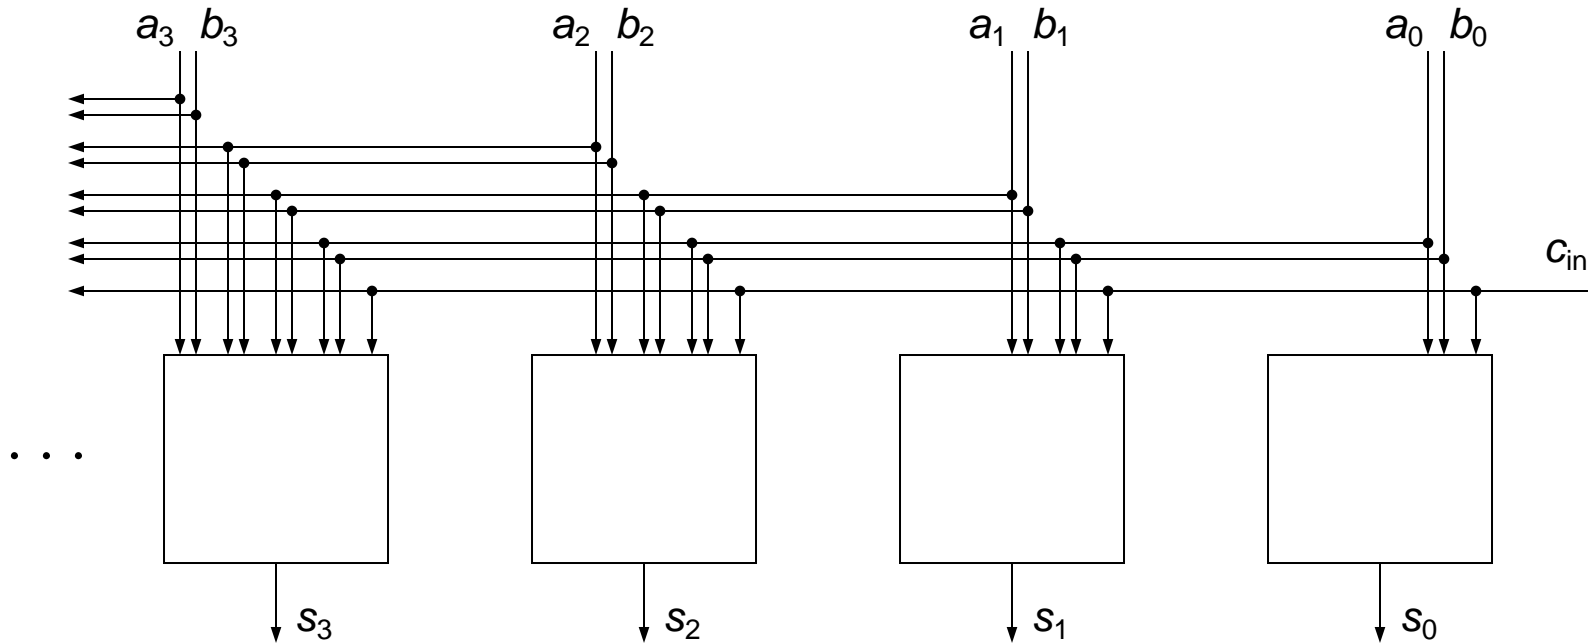 a₃ b₃ a₂ b₂ a₁ b₁ a₀ b₀
cᵢₙ
. . .
s₃ s₂ s₁ s₀